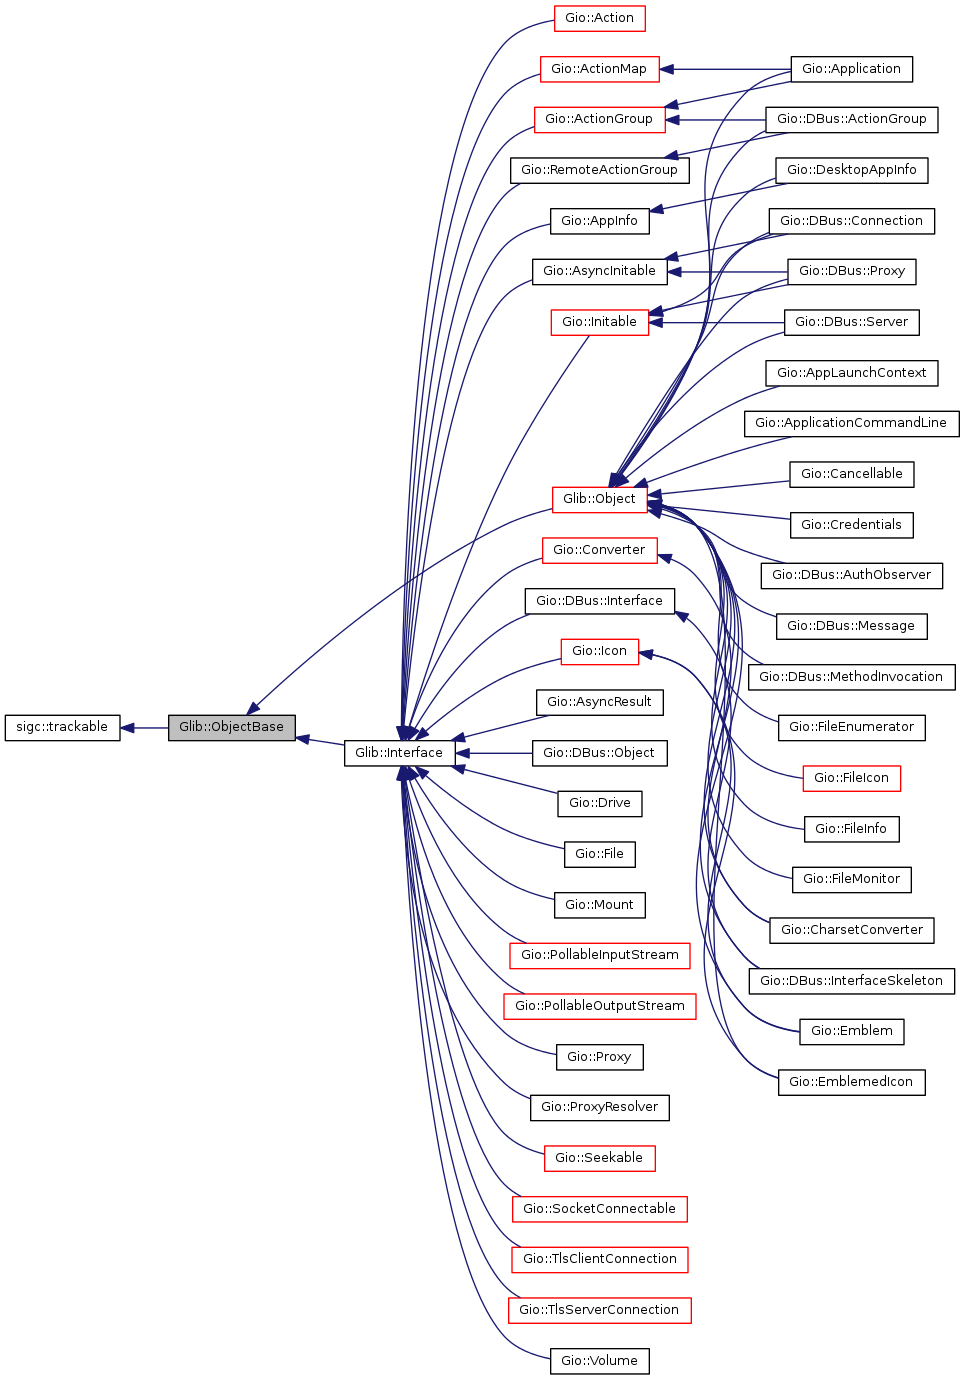 Gio::Action
Gio::ActionMap
Gio::Application
Gio::ActionGroup
Gio::DBus::ActionGroup
Gio::RemoteActionGroup
Gio::DesktopAppInfo
Gio::AppInfo
Gio::DBus::Connection
Gio::AsyncInitable
Gio::DBus::Proxy
Gio::Initable
Gio::DBus::Server
Gio::AppLaunchContext
Gio::ApplicationCommandLine
Gio::Cancellable
Glib::Object
Gio::Credentials
Gio::Converter
Gio::DBus::AuthObserver
Gio::DBus::Interface
Gio::DBus::Message
Gio::Icon
Gio::DBus::MethodInvocation
Gio::AsyncResult
sigc::trackable
Glib::ObjectBase
Gio::FileEnumerator
Glib::Interface
Gio::DBus::Object
Gio::FileIcon
Gio::Drive
Gio::FileInfo
Gio::File
Gio::FileMonitor
Gio::Mount
Gio::CharsetConverter
Gio::PollableInputStream
Gio::DBus::InterfaceSkeleton
Gio::PollableOutputStream
Gio::Emblem
Gio::Proxy
Gio::EmblemedIcon
Gio::ProxyResolver
Gio::Seekable
Gio::SocketConnectable
Gio::TlsClientConnection
Gio::TlsServerConnection
Gio::Volume